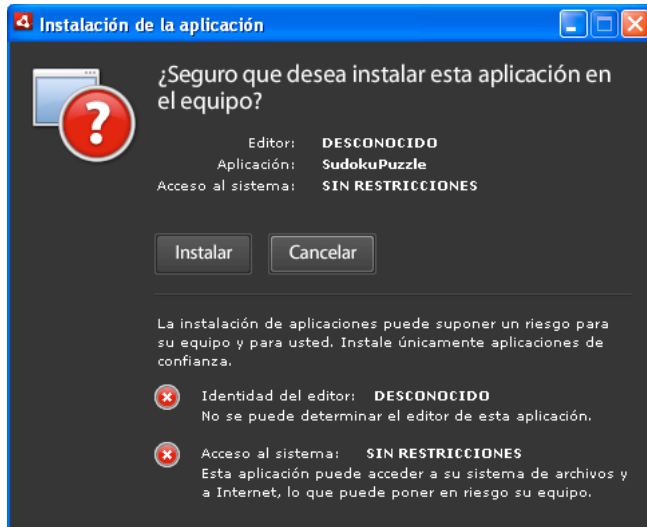 Instalación de la aplicación
¿Seguro que desea instalar esta aplicación en
el equipo?
Editor: DESCONOCIDO
Aplicación: SudokuPuzzle
Acceso al sistema: SIN RESTRICCIONES
Instalar Cancelar
La instalación de aplicaciones puede suponer un riesgo para
su equipo y para usted. Instale únicamente aplicaciones de
confianza.
Identidad del editor: DESCONOCIDO
No se puede determinar el editor de esta aplicación.
Acceso al sistema: SIN RESTRICCIONES
Esta aplicación puede acceder a su sistema de archivos y
a Internet, lo que puede poner en riesgo su equipo.